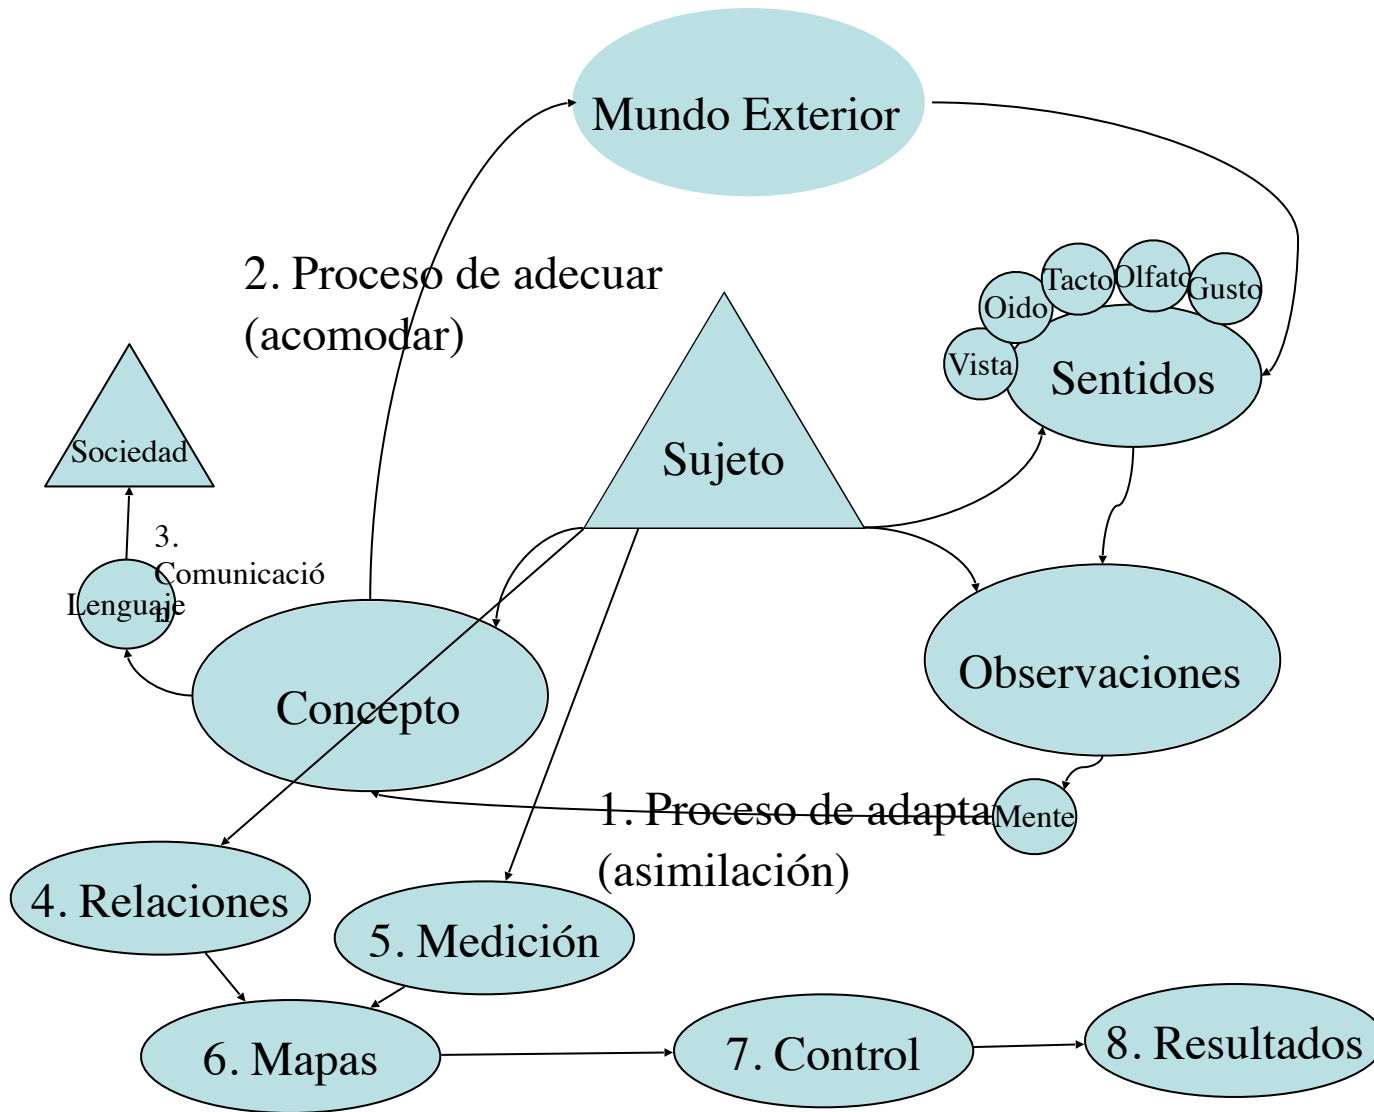 Mundo Exterior
2. Proceso de adecuar
(acomodar)
Tacto
Olfato
Gusto
Oido
Vista
Sentidos
Sociedad
Sujeto
3.
Comunicació
n
Lenguaje
Concepto
Observaciones
1. Proceso de adapta
(asimilación)
Mente
4. Relaciones
5. Medición
6. Mapas
7. Control
8. Resultados